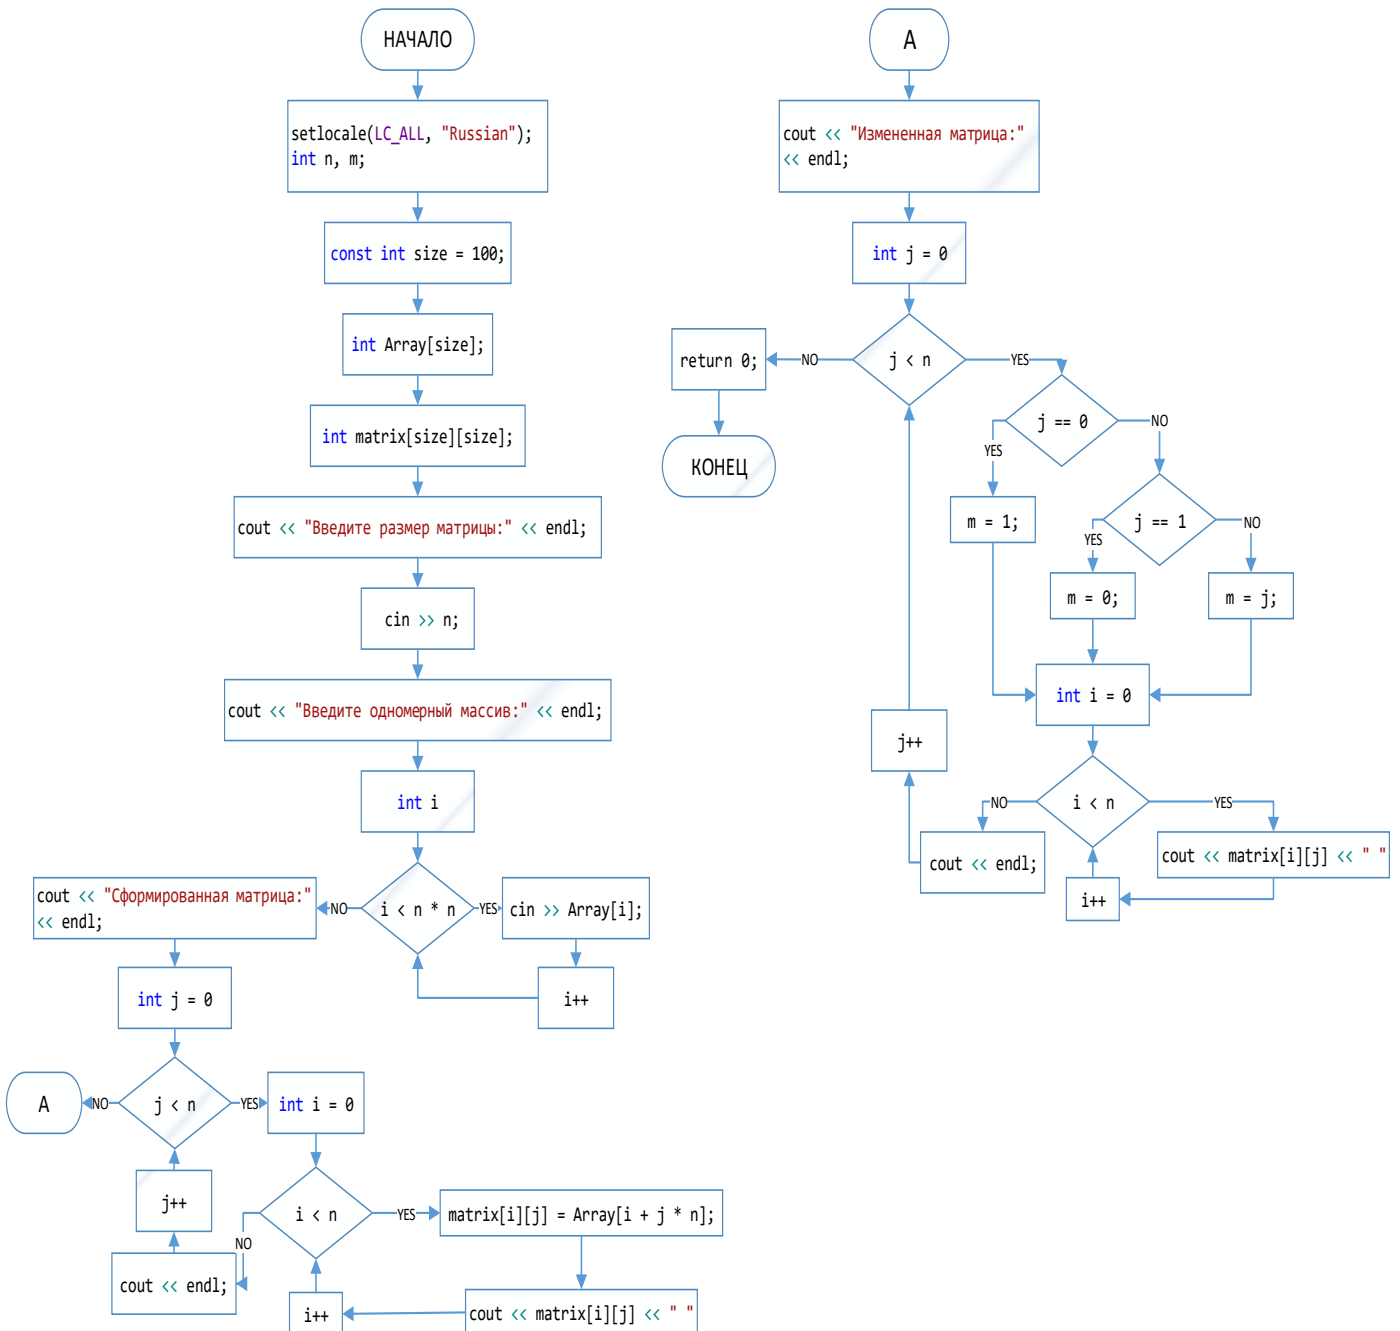 НАЧАЛО
setlocale(LC_ALL, "Russian");
int n, m;
const int size = 100;
int Array[size];
int matrix[size][size];
cout << "Введите размер матрицы:" << endl;
cin >> n;
cout << "Введите одномерный массив:" << endl;
int i
i < n * n
YES
cin >> Array[i];
i++
NO
cout << "Сформированная матрица:"
<< endl;
int j = 0
j < n
NO
A
YES
int i = 0
i < n
YES
matrix[i][j] = Array[i + j * n];
cout << matrix[i][j] << " "
i++
NO
cout << endl;
j++
A
cout << "Измененная матрица:"
<< endl;
int j = 0
j < n
NO
return 0;
КОНЕЦ
YES
j == 0
YES
m = 1;
NO
j == 1
YES
m = 0;
NO
m = j;
int i = 0
i < n
YES
cout << matrix[i][j] << " "
i++
NO
cout << endl;
j++